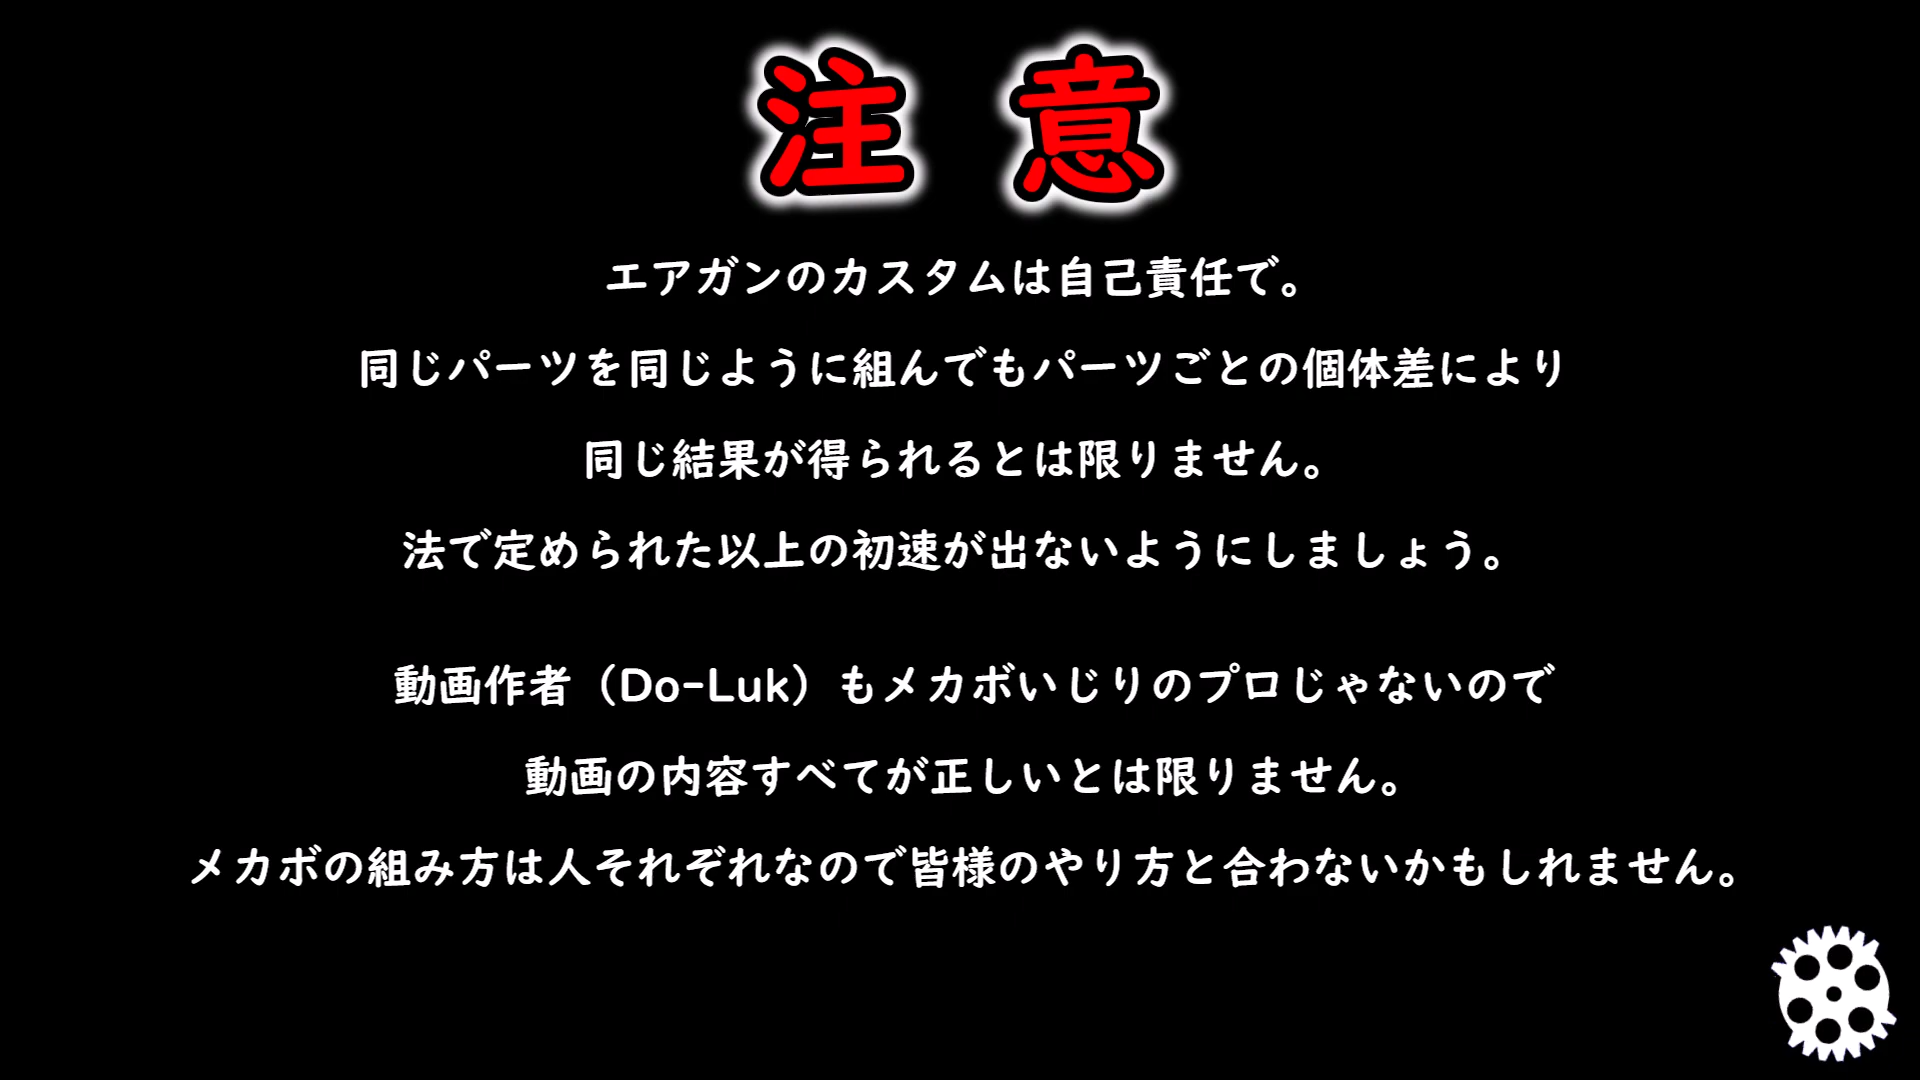 注意
エアガンのカスタムは自己責任で。
同じパーツを同じように組んでもパーツごとの個体差により
同じ結果が得られるとは限りません。
法で定められた以上の初速が出ないようにしましょう。
動画作者（Do-Luk）もメカボいじりのプロじゃないので
動画の内容すべてが正しいとは限りません。
メカボの組み方は人それぞれなので皆様のやり方と合わないかもしれません。